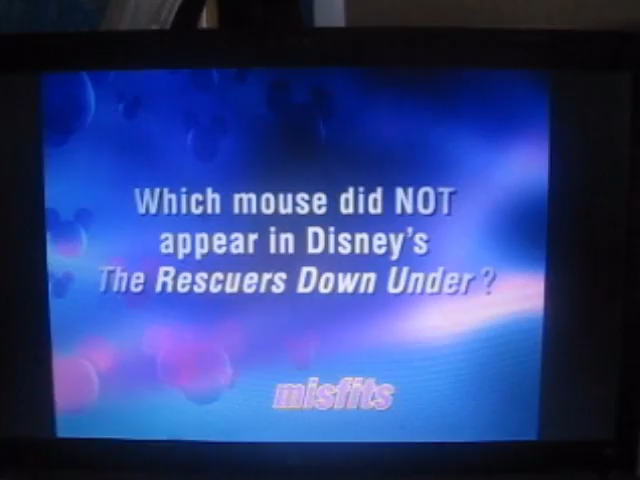 Which mouse did NOT
appear in Disney's
The Rescuers Down Under?
misfits